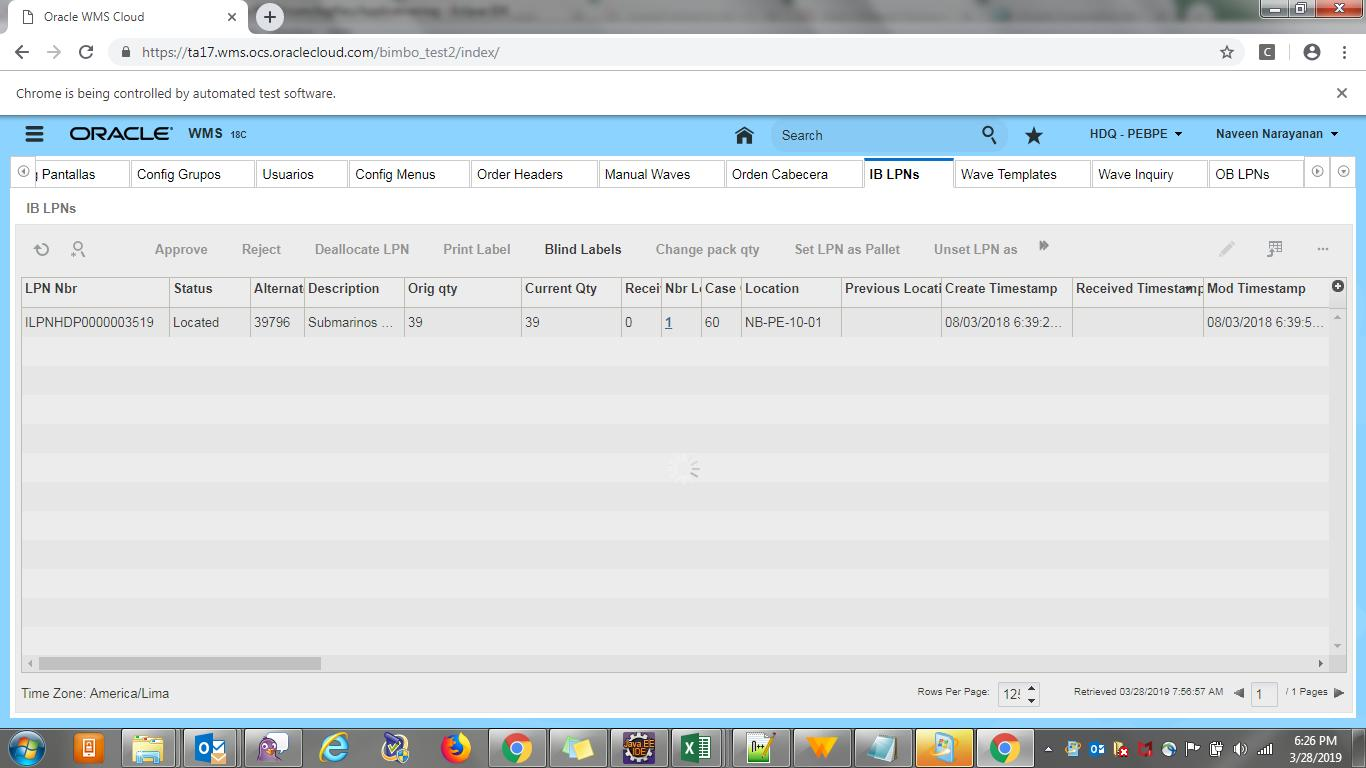 Oracle WMS Cloud
https://ta17.wms.ocs.oraclecloud.com/bimbo_test2/index/
C
Chrome is being controlled by automated test software.
ORACLE WMS 18C
Search
HDQ - PEBPE
Naveen Narayanan
Pantallas
Config Grupos
Usuarios
Config Menus
Order Headers
Manual Waves
Orden Cabecera
IB LPNs
Wave Templates
Wave Inquiry
OB LPNs
IB LPNs
Approve
Reject
Deallocate LPN
Print Label
Blind Labels
Change pack qty
Set LPN as Pallet
Unset LPN as
LPN Nbr Status Alternat Description Orig qty Current Qty Recei Nbr L Case Location Previous Locati Create Timestamp Received Timestamp Mod Timestamp
ILPNHDP0000003519 Located 39796 Submarinos ... 39 39 0 1 60 NB-PE-10-01 08/03/2018 6:39:2... 08/03/2018 6:39:5...
Time Zone: America/Lima
Rows Per Page: 12
Retrieved 03/28/2019 7:56:57 AM
1 / 1 Pages
Java EE
IDE
6:26 PM
3/28/2019